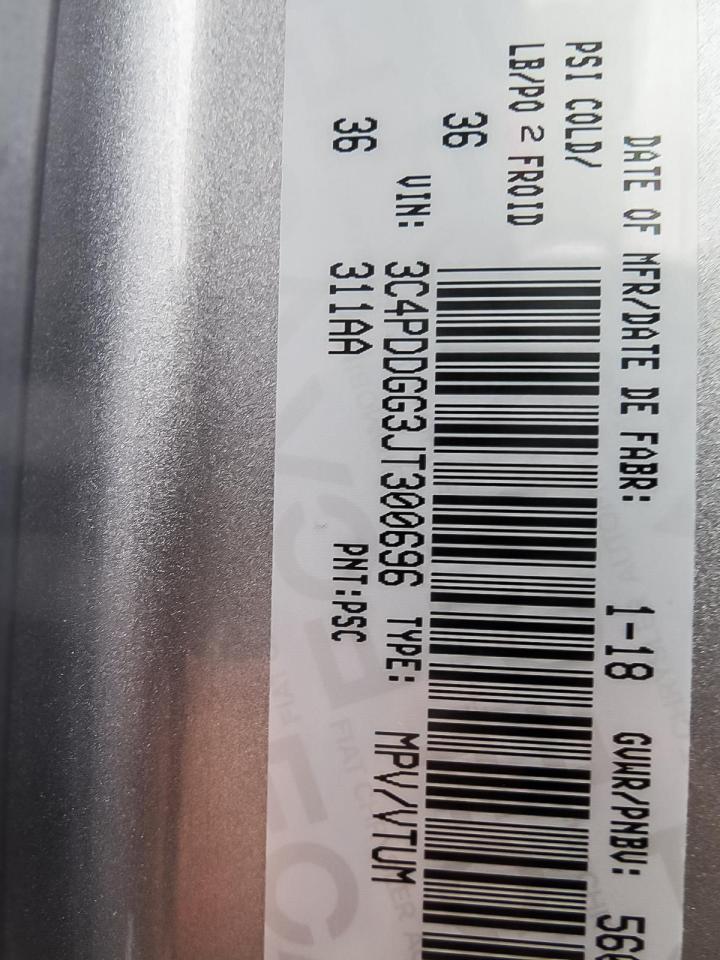 DATE OF MFR/DATE DE FABR: 1-18 GVWR/PNBV:
PSI COLD/
LB/PO 2 FROID
36
VIN: 3C4PDDGG3JT300696 TYPE: MPV/VTUM
36 311AA PNT:PSC